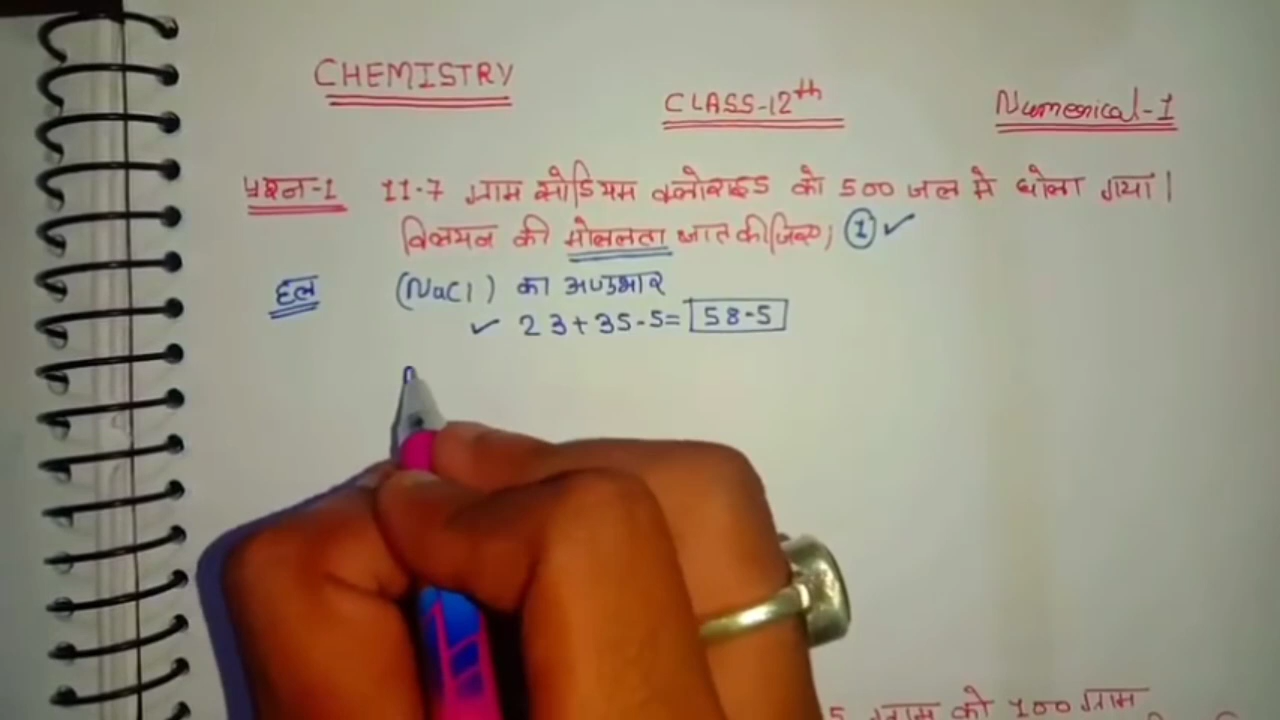 CHEMISTRY
CLASS-12th
Numerical-1
प्रश्न-1 11.7 ग्राम सोडियम क्लोराइड को 500 जल मे घोला गया।
विलयन की मोललता ज्ञात कीजिए, 1 ✓
हल (NaCl) का अणुभार
✓ 23+35.5= 58.5
5 ग्राम को 100 ग्राम